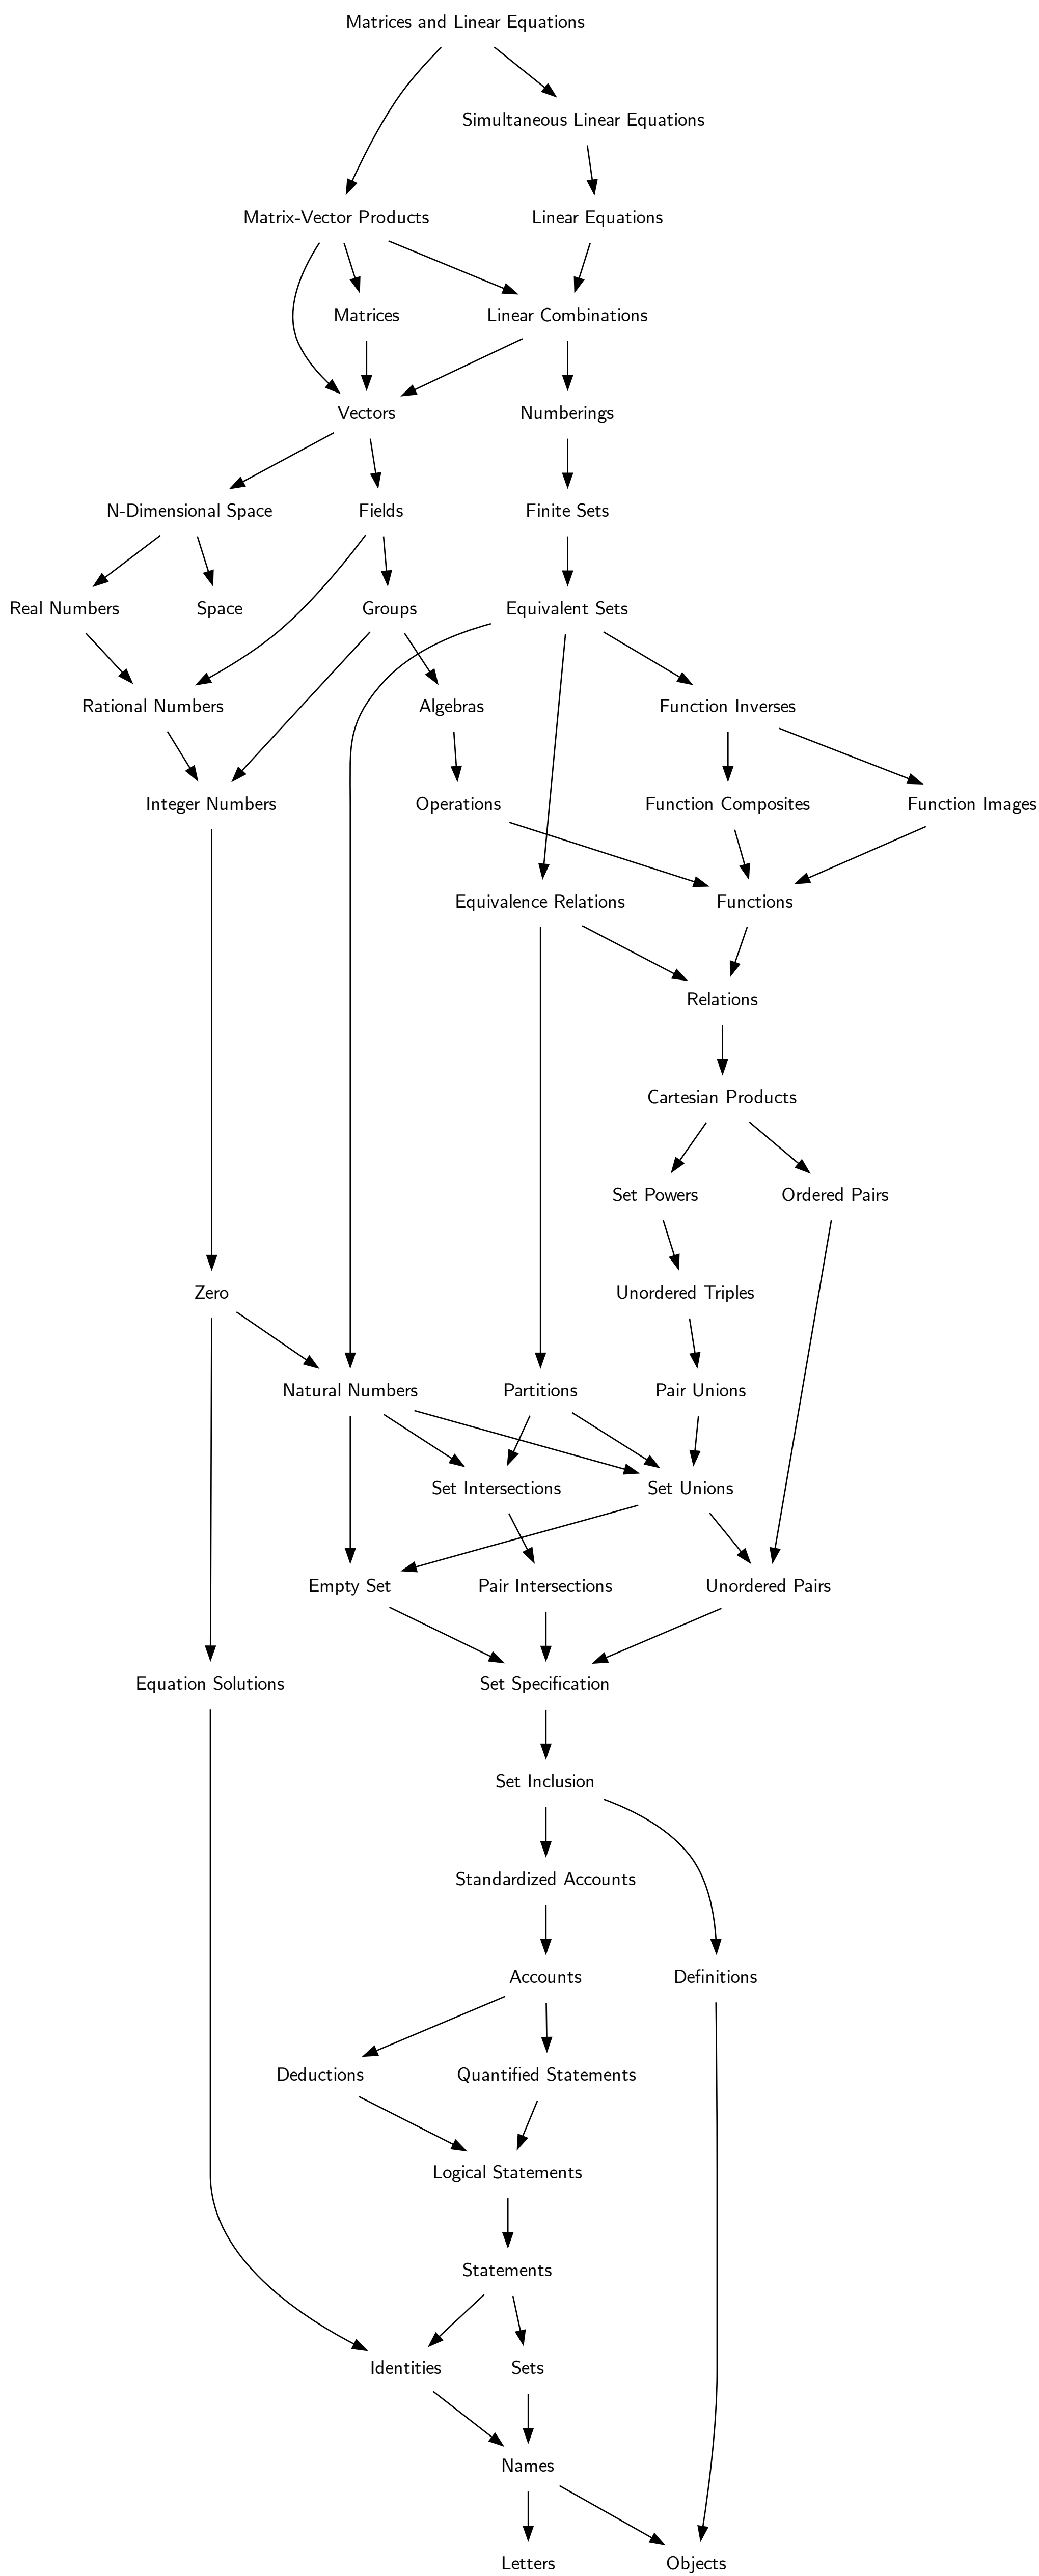 Matrices and Linear Equations
Simultaneous Linear Equations
Matrix-Vector Products
Linear Equations
Matrices
Linear Combinations
Vectors
Numberings
N-Dimensional Space
Fields
Finite Sets
Real Numbers
Space
Groups
Equivalent Sets
Rational Numbers
Algebras
Function Inverses
Integer Numbers
Operations
Function Composites
Function Images
Equivalence Relations
Functions
Relations
Cartesian Products
Set Powers
Ordered Pairs
Zero
Unordered Triples
Natural Numbers
Partitions
Pair Unions
Set Intersections
Set Unions
Empty Set
Pair Intersections
Unordered Pairs
Equation Solutions
Set Specification
Set Inclusion
Standardized Accounts
Accounts
Definitions
Deductions
Quantified Statements
Logical Statements
Statements
Identities
Sets
Names
Letters
Objects